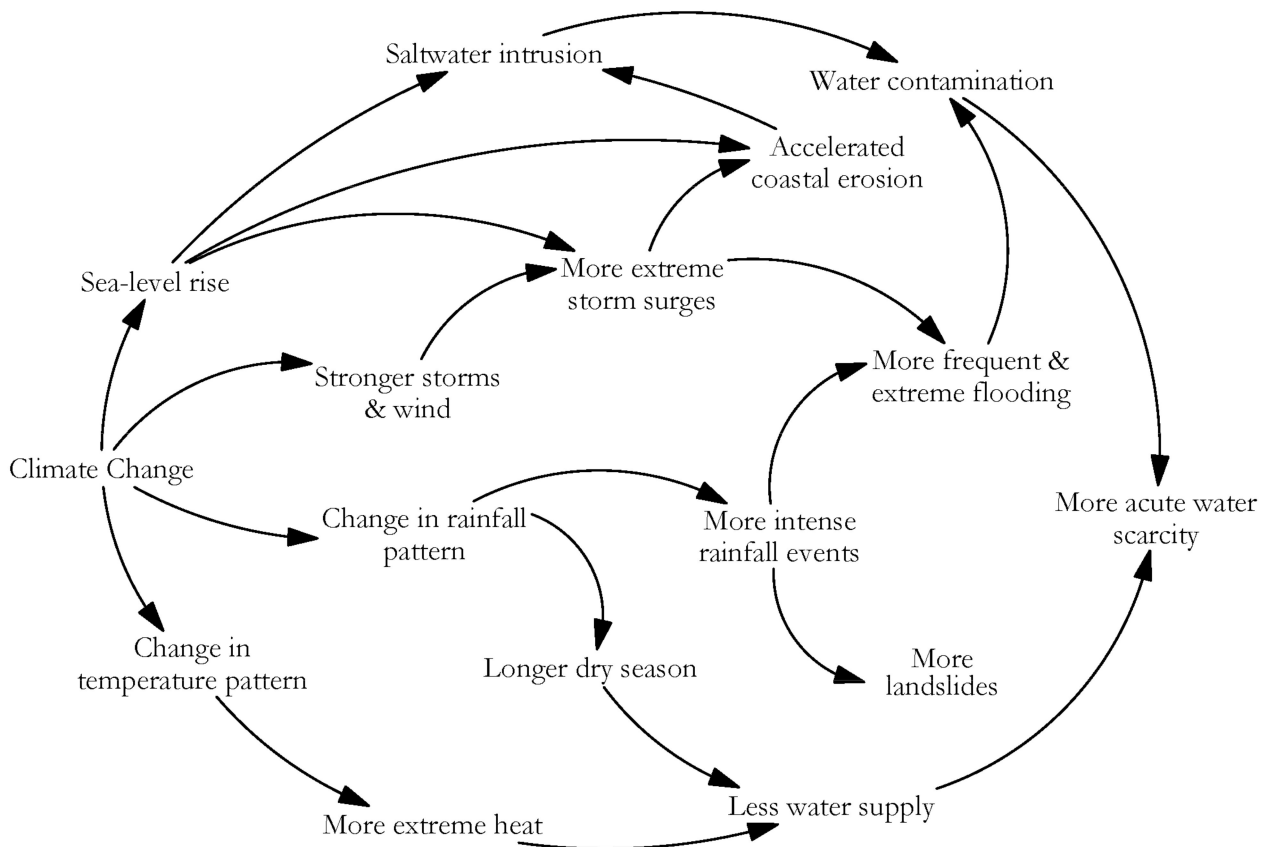 Saltwater intrusion
Water contamination
Accelerated
coastal erosion
Sea-level rise
More extreme
storm surges
Stronger storms
& wind
More frequent &
extreme flooding
Climate Change
Change in rainfall
pattern
More intense
rainfall events
More acute water
scarcity
Change in
temperature pattern
Longer dry season
More
landslides
Less water supply
More extreme heat